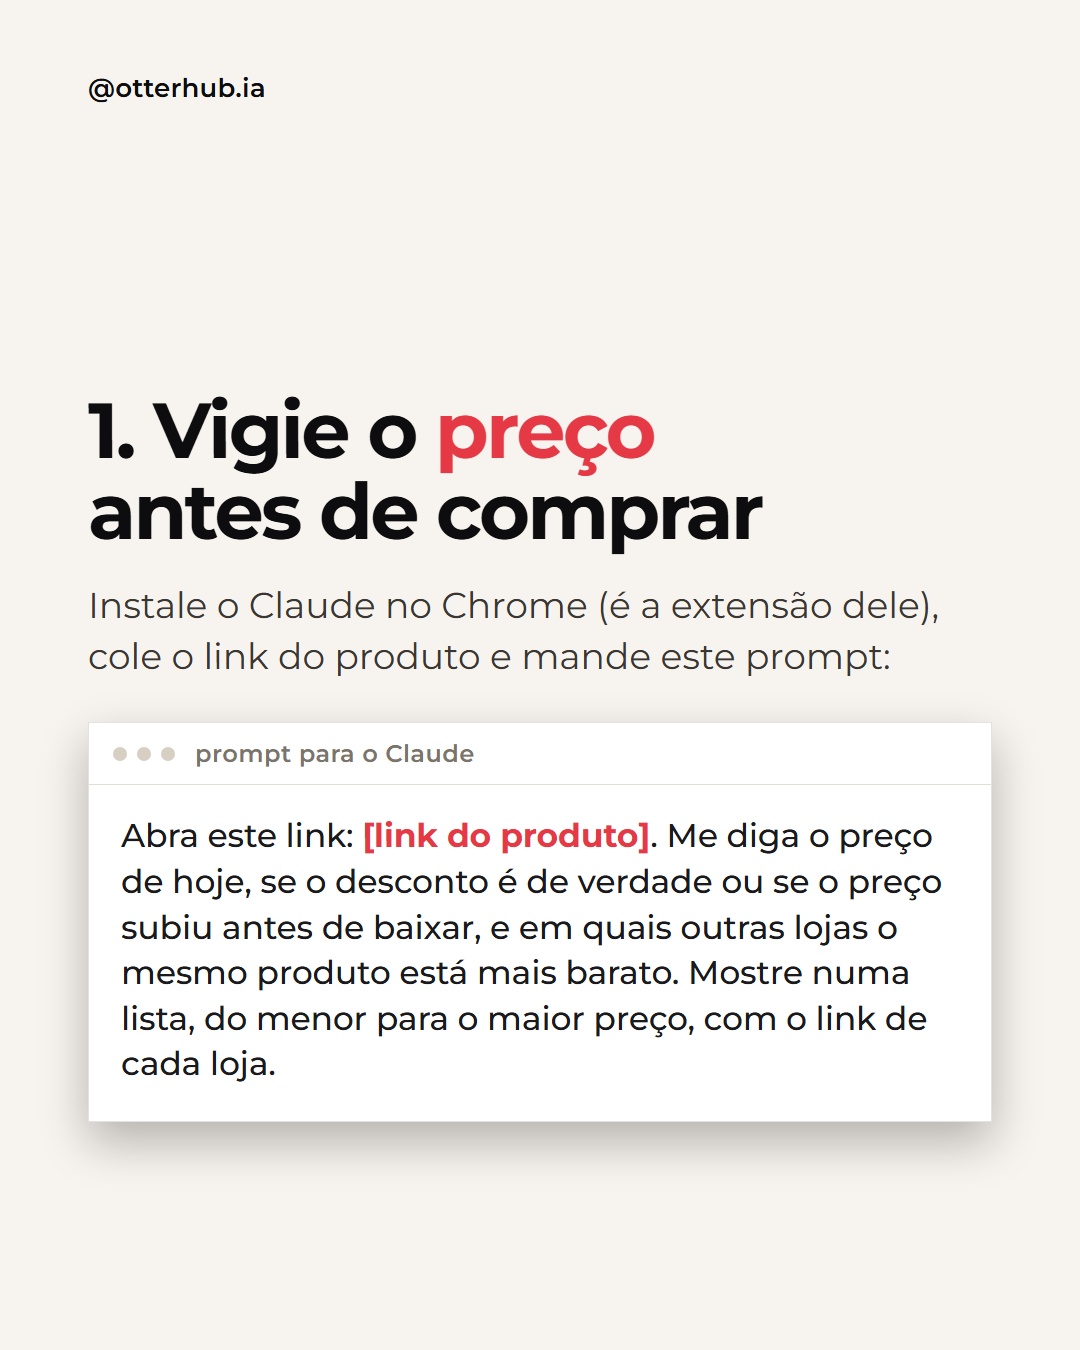 @otterhub.ia
1. Vigie o preço
antes de comprar
Instale o Claude no Chrome (é a extensão dele),
cole o link do produto e mande este prompt:
prompt para o Claude
Abra este link: [link do produto]. Me diga o preço
de hoje, se o desconto é de verdade ou se o preço
subiu antes de baixar, e em quais outras lojas o
mesmo produto está mais barato. Mostre numa
lista, do menor para o maior preço, com o link de
cada loja.